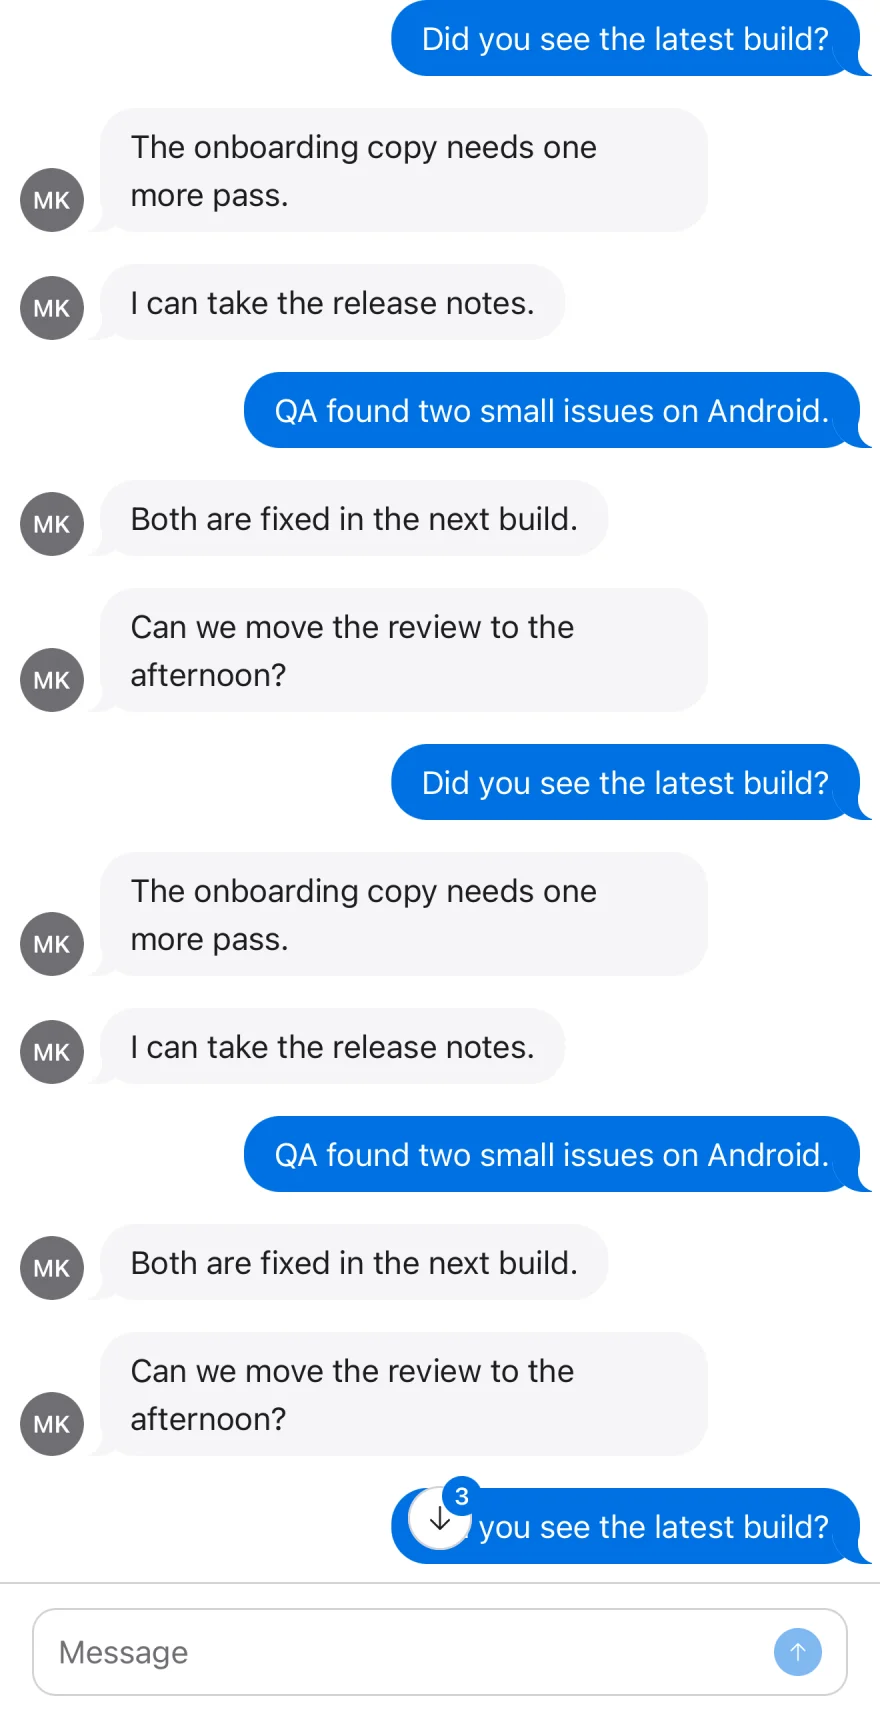 Did you see the latest build?
The onboarding copy needs one
more pass.
MK
I can take the release notes.
MK
QA found two small issues on Android.
Both are fixed in the next build.
MK
Can we move the review to the
afternoon?
MK
Did you see the latest build?
The onboarding copy needs one
more pass.
MK
I can take the release notes.
MK
QA found two small issues on Android.
Both are fixed in the next build.
MK
Can we move the review to the
afternoon?
MK
3
you see the latest build?
Message